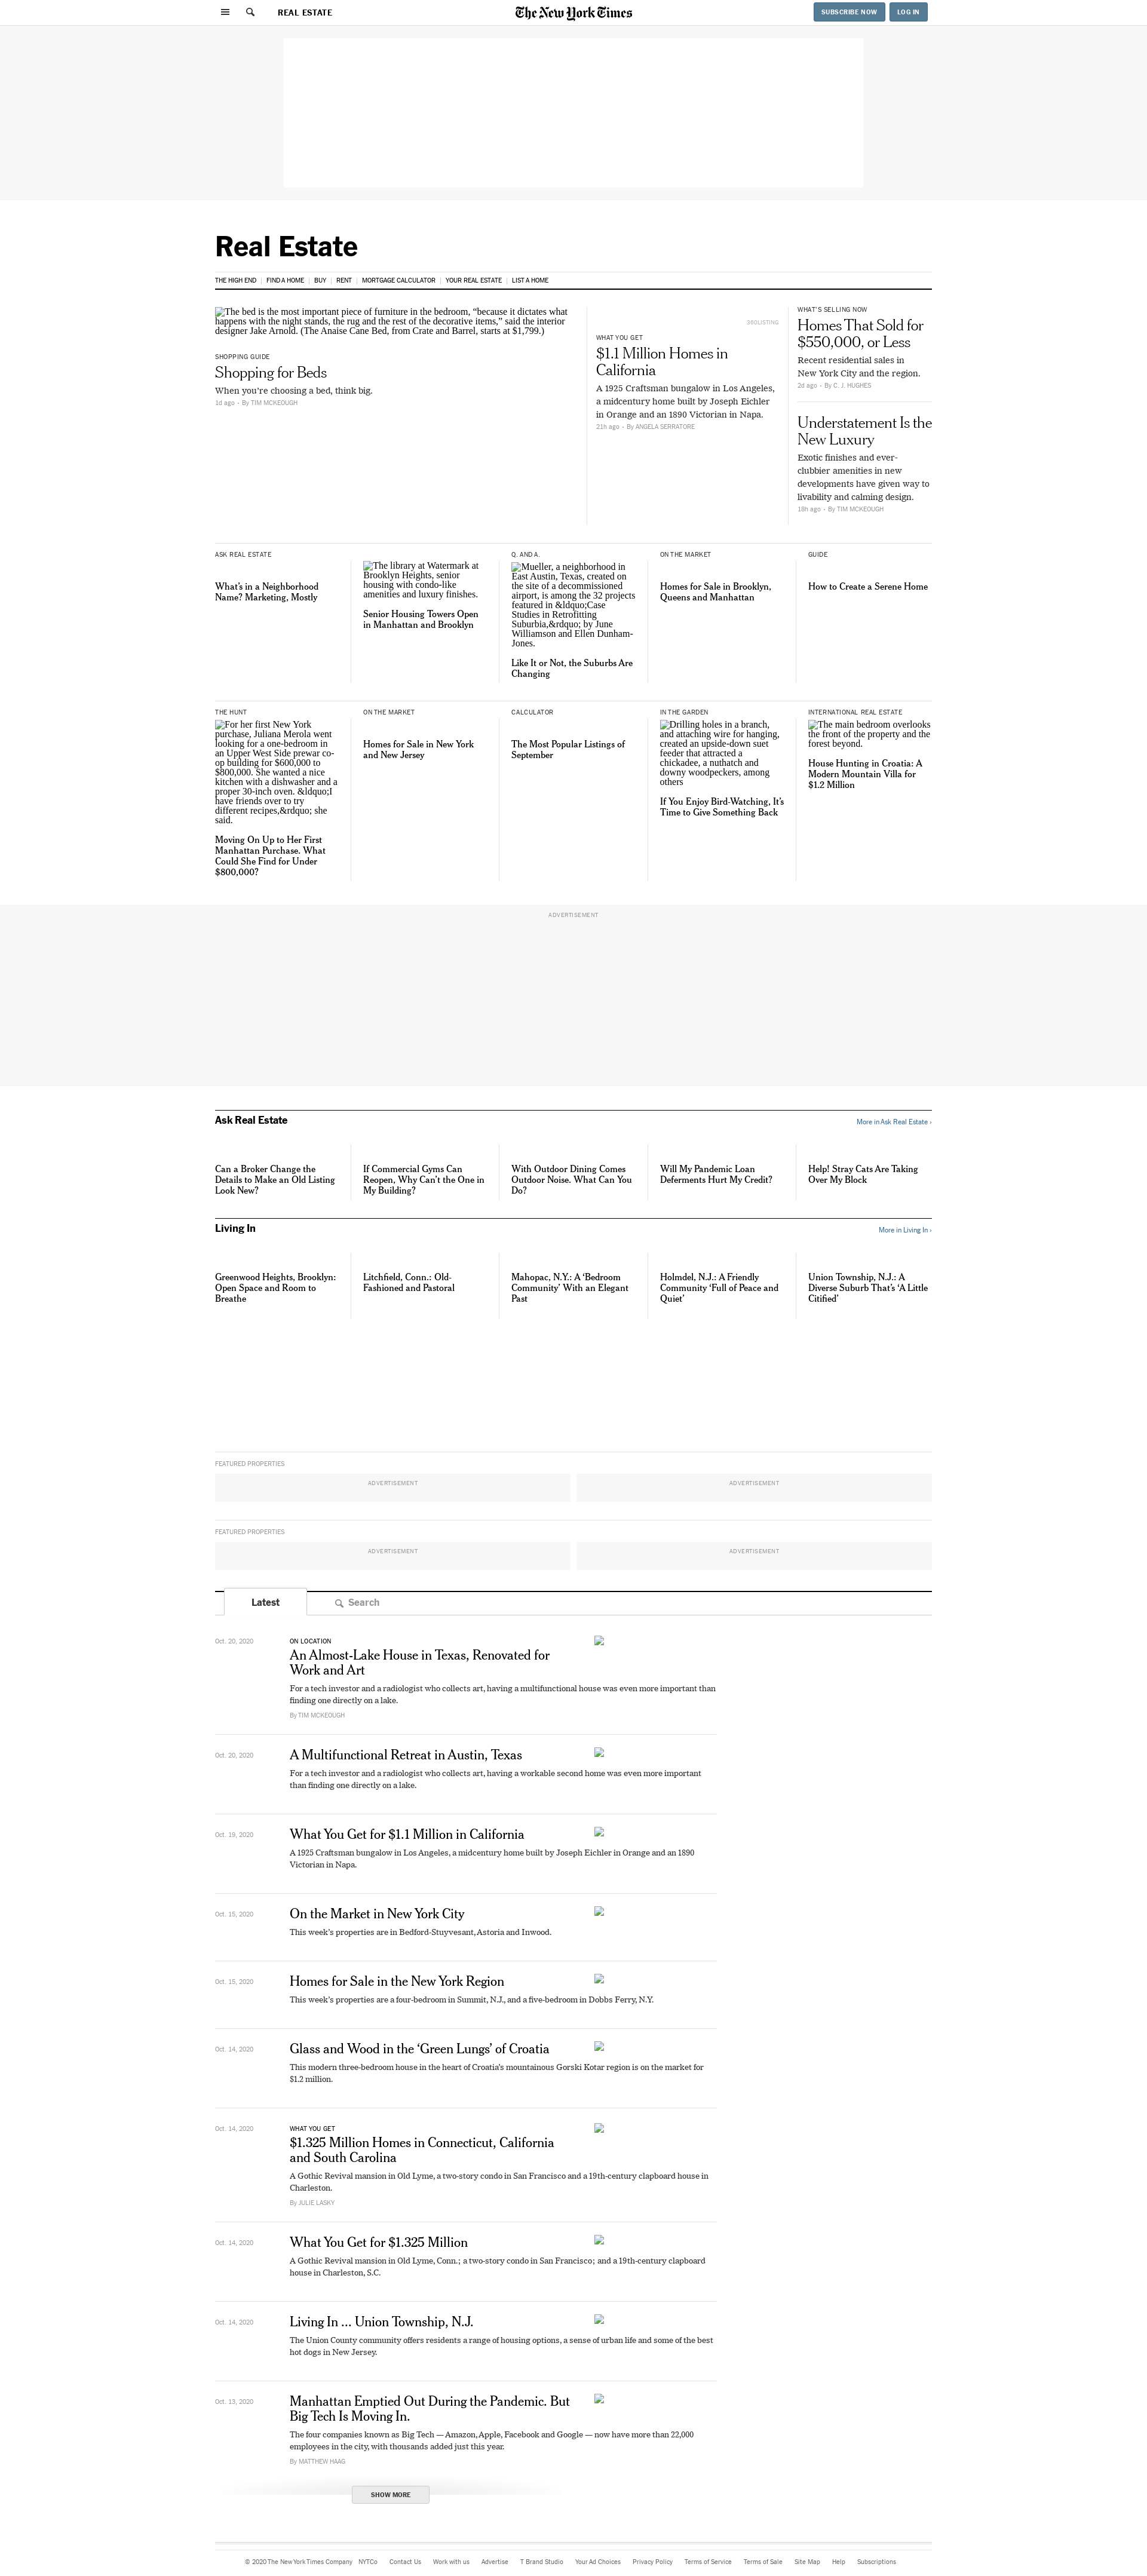 REAL ESTATE
The New York Times
SUBSCRIBE NOW
LOG IN
Real Estate
THE HIGH END | FIND A HOME | BUY | RENT | MORTGAGE CALCULATOR | YOUR REAL ESTATE | LIST A HOME
The bed is the most important piece of furniture in the bedroom, “because it dictates what
happens with the night stands, the rug and the rest of the decorative items,” said the interior
designer Jake Arnold. (The Anaise Cane Bed, from Crate and Barrel, starts at $1,799.)
SHOPPING GUIDE
Shopping for Beds
When you’re choosing a bed, think big.
1d ago - By TIM MCKEOUGH
360LISTING
WHAT YOU GET
$1.1 Million Homes in
California
A 1925 Craftsman bungalow in Los Angeles,
a midcentury home built by Joseph Eichler
in Orange and an 1890 Victorian in Napa.
21h ago - By ANGELA SERRATORE
WHAT'S SELLING NOW
Homes That Sold for
$550,000, or Less
Recent residential sales in
New York City and the region.
2d ago - By C. J. HUGHES
Understatement Is the
New Luxury
Exotic finishes and ever-
clubbier amenities in new
developments have given way to
livability and calming design.
18h ago - By TIM MCKEOUGH
ASK REAL ESTATE
What’s in a Neighborhood
Name? Marketing, Mostly
The library at Watermark at
Brooklyn Heights, senior
housing with condo-like
amenities and luxury finishes.
Senior Housing Towers Open
in Manhattan and Brooklyn
Q. AND A.
Mueller, a neighborhood in
East Austin, Texas, created on
the site of a decommissioned
airport, is among the 32 projects
featured in &ldquo;Case
Studies in Retrofitting
Suburbia,&rdquo; by June
Williamson and Ellen Dunham-
Jones.
Like It or Not, the Suburbs Are
Changing
ON THE MARKET
Homes for Sale in Brooklyn,
Queens and Manhattan
GUIDE
How to Create a Serene Home
THE HUNT
For her first New York
purchase, Juliana Merola went
looking for a one-bedroom in
an Upper West Side prewar co-
op building for $600,000 to
$800,000. She wanted a nice
kitchen with a dishwasher and a
proper 30-inch oven. &ldquo;I
have friends over to try
different recipes,&rdquo; she
said.
Moving On Up to Her First
Manhattan Purchase. What
Could She Find for Under
$800,000?
ON THE MARKET
Homes for Sale in New York
and New Jersey
CALCULATOR
The Most Popular Listings of
September
IN THE GARDEN
Drilling holes in a branch,
and attaching wire for hanging,
created an upside-down suet
feeder that attracted a
chickadee, a nuthatch and
downy woodpeckers, among
others
If You Enjoy Bird-Watching, It’s
Time to Give Something Back
INTERNATIONAL REAL ESTATE
The main bedroom overlooks
the front of the property and the
forest beyond.
House Hunting in Croatia: A
Modern Mountain Villa for
$1.2 Million
ADVERTISEMENT
Ask Real Estate
More in Ask Real Estate ›
Can a Broker Change the
Details to Make an Old Listing
Look New?
If Commercial Gyms Can
Reopen, Why Can’t the One in
My Building?
With Outdoor Dining Comes
Outdoor Noise. What Can You
Do?
Will My Pandemic Loan
Deferments Hurt My Credit?
Help! Stray Cats Are Taking
Over My Block
Living In
More in Living In ›
Greenwood Heights, Brooklyn:
Open Space and Room to
Breathe
Litchfield, Conn.: Old-
Fashioned and Pastoral
Mahopac, N.Y.: A ‘Bedroom
Community’ With an Elegant
Past
Holmdel, N.J.: A Friendly
Community ‘Full of Peace and
Quiet’
Union Township, N.J.: A
Diverse Suburb That’s ‘A Little
Citified’
FEATURED PROPERTIES
ADVERTISEMENT
ADVERTISEMENT
FEATURED PROPERTIES
ADVERTISEMENT
ADVERTISEMENT
Latest
Search
Oct. 20, 2020
ON LOCATION
An Almost-Lake House in Texas, Renovated for
Work and Art
For a tech investor and a radiologist who collects art, having a multifunctional house was even more important than
finding one directly on a lake.
By TIM MCKEOUGH
Oct. 20, 2020
A Multifunctional Retreat in Austin, Texas
For a tech investor and a radiologist who collects art, having a workable second home was even more important
than finding one directly on a lake.
Oct. 19, 2020
What You Get for $1.1 Million in California
A 1925 Craftsman bungalow in Los Angeles, a midcentury home built by Joseph Eichler in Orange and an 1890
Victorian in Napa.
Oct. 15, 2020
On the Market in New York City
This week’s properties are in Bedford-Stuyvesant, Astoria and Inwood.
Oct. 15, 2020
Homes for Sale in the New York Region
This week’s properties are a four-bedroom in Summit, N.J., and a five-bedroom in Dobbs Ferry, N.Y.
Oct. 14, 2020
Glass and Wood in the ‘Green Lungs’ of Croatia
This modern three-bedroom house in the heart of Croatia’s mountainous Gorski Kotar region is on the market for
$1.2 million.
Oct. 14, 2020
WHAT YOU GET
$1.325 Million Homes in Connecticut, California
and South Carolina
A Gothic Revival mansion in Old Lyme, a two-story condo in San Francisco and a 19th-century clapboard house in
Charleston.
By JULIE LASKY
Oct. 14, 2020
What You Get for $1.325 Million
A Gothic Revival mansion in Old Lyme, Conn.; a two-story condo in San Francisco; and a 19th-century clapboard
house in Charleston, S.C.
Oct. 14, 2020
Living In ... Union Township, N.J.
The Union County community offers residents a range of housing options, a sense of urban life and some of the best
hot dogs in New Jersey.
Oct. 13, 2020
Manhattan Emptied Out During the Pandemic. But
Big Tech Is Moving In.
The four companies known as Big Tech — Amazon, Apple, Facebook and Google — now have more than 22,000
employees in the city, with thousands added just this year.
By MATTHEW HAAG
SHOW MORE
© 2020 The New York Times Company NYTCo Contact Us Work with us Advertise T Brand Studio Your Ad Choices Privacy Policy Terms of Service Terms of Sale Site Map Help Subscriptions